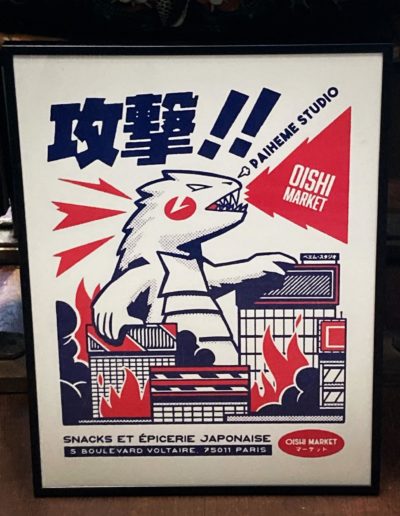 攻撃!!
PAIHEME STUDIO
OISHI
MARKET
ペエム・スタジオ
SNACKS ET ÉPICERIE JAPONAISE
5 BOULEVARD VOLTAIRE, 75011 PARIS
OISHI MARKET
マーケット